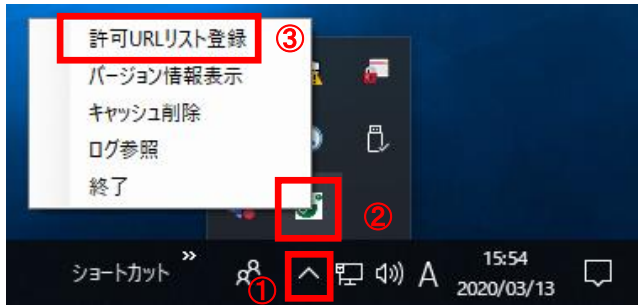 許可URLリスト登録 ③
バージョン情報表示
キャッシュ削除
ログ参照
終了
②
ショートカット »
①
A
15:54
2020/03/13